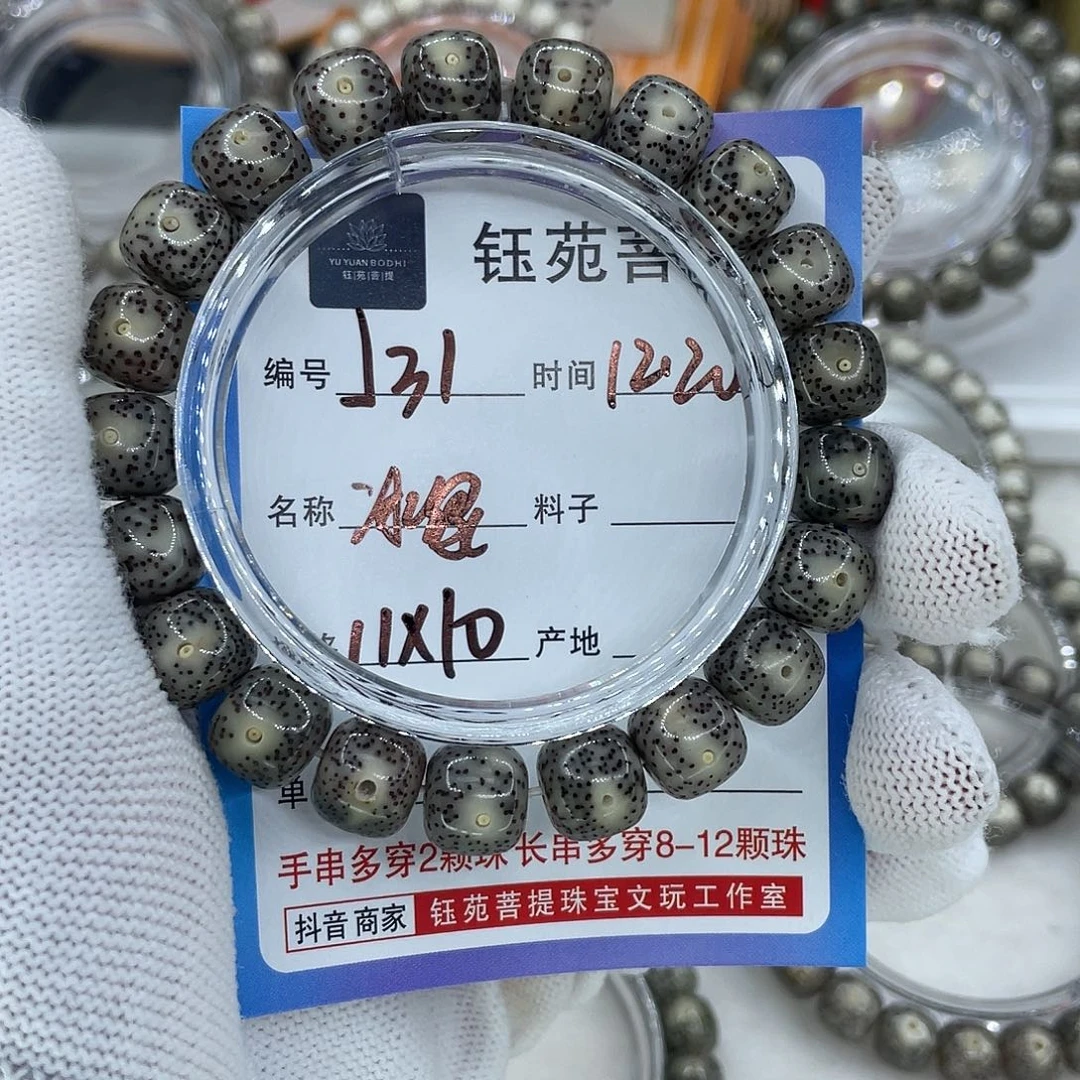 YU YUAN BODHI
钰|苑|菩|提
钰苑菩
编号 J31 时间 12.20
名称 料子
11X10 产地
单
手串多穿2颗珠 长串多穿8-12颗珠
抖音商家 钰苑菩提珠宝文玩工作室